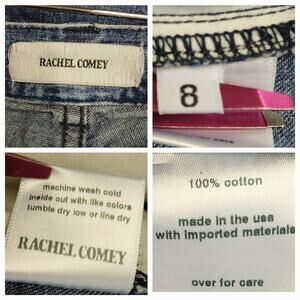 RACHEL COMEY
8
machine wash cold
inside out with like colors
tumble dry low or line dry
RACHEL COMEY
100% cotton
made in the usa
with imported materials
over for care